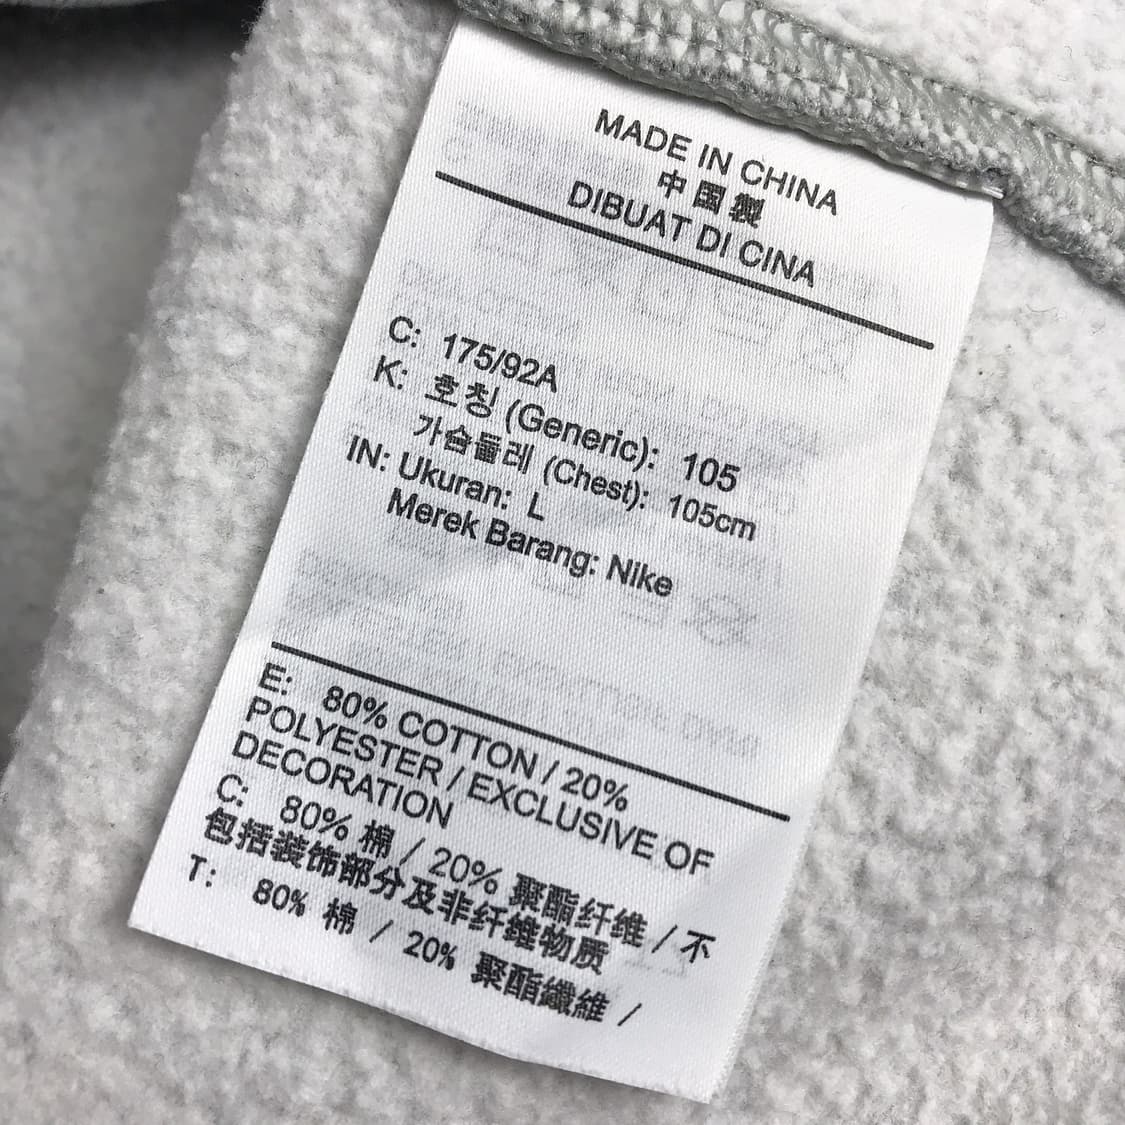 MADE IN CHINA
中国製
DIBUAT DI CINA
C: 175/92A
K: 호칭 (Generic): 105
가슴둘레 (Chest): 105cm
IN: Ukuran: L
Merek Barang: Nike
E: 80% COTTON / 20%
POLYESTER / EXCLUSIVE OF
DECORATION
C: 80% 棉 / 20% 聚酯纤维 / 不
包括装饰部分及非纤维物质
T: 80% 棉 / 20% 聚酯纖維 /